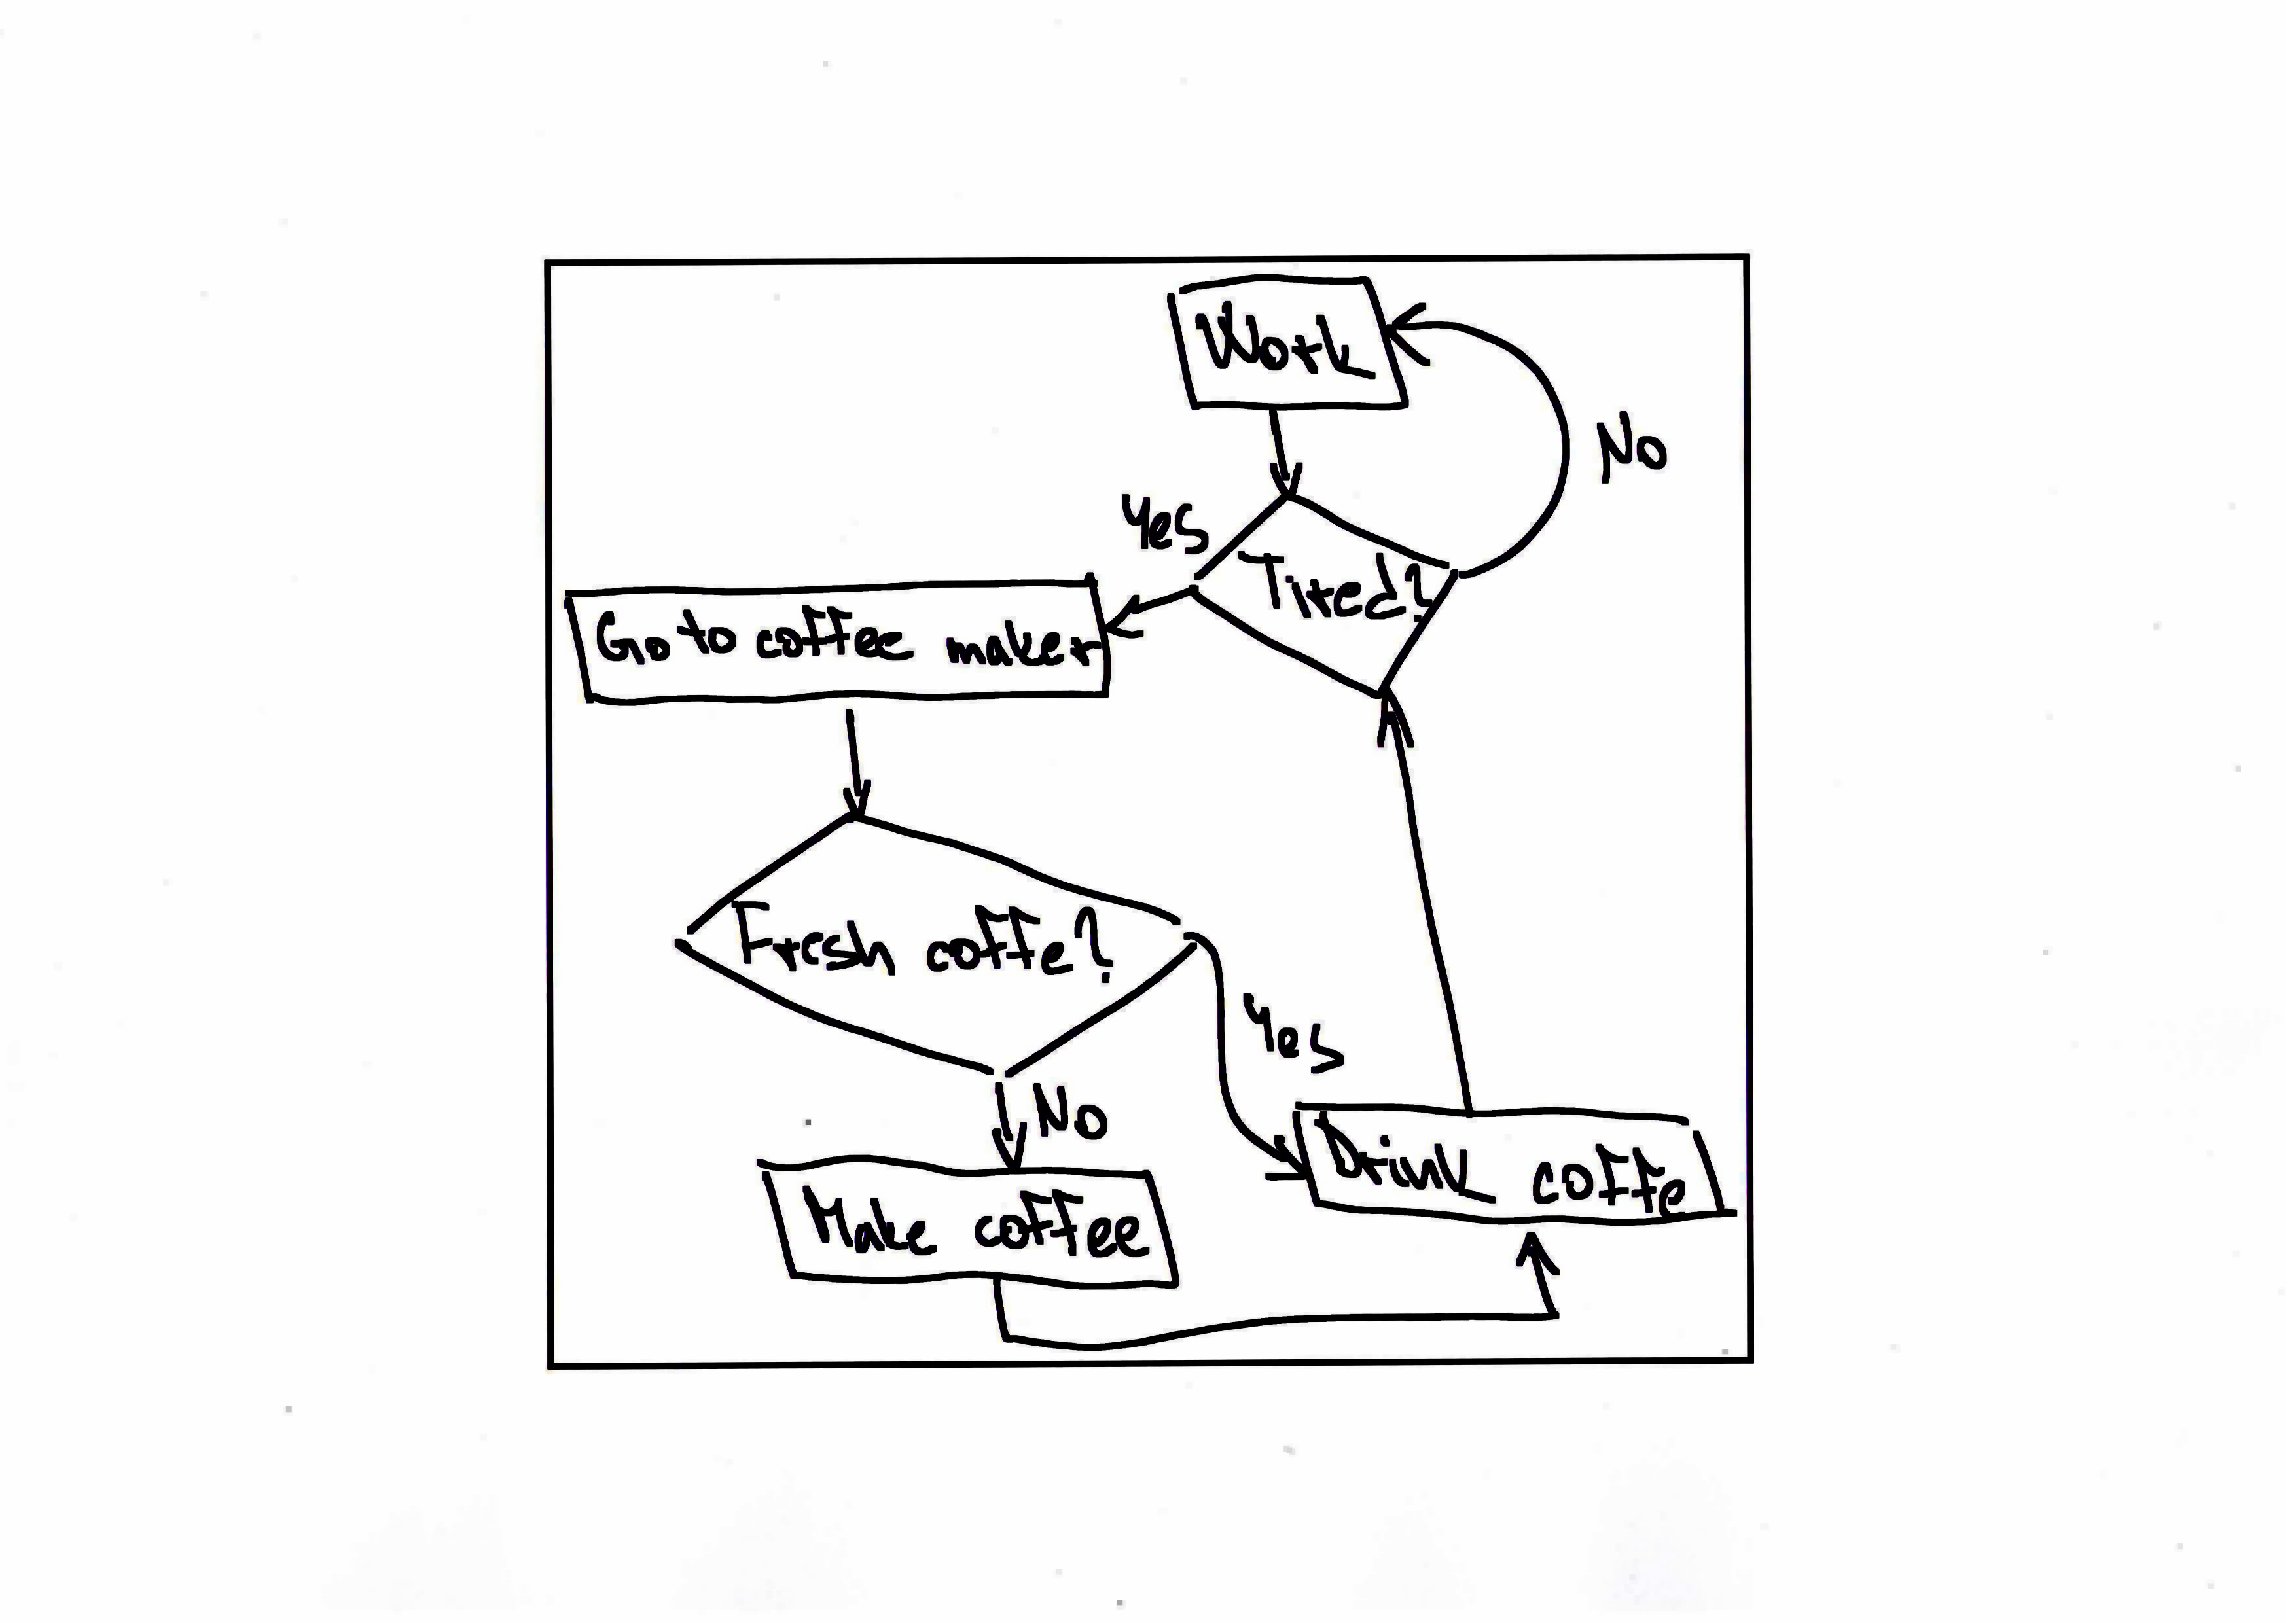 Work
No
Yes
Tired?
Go to coffee maker
Fresh coffe?
Yes
No
Drink coffe
Make coffee